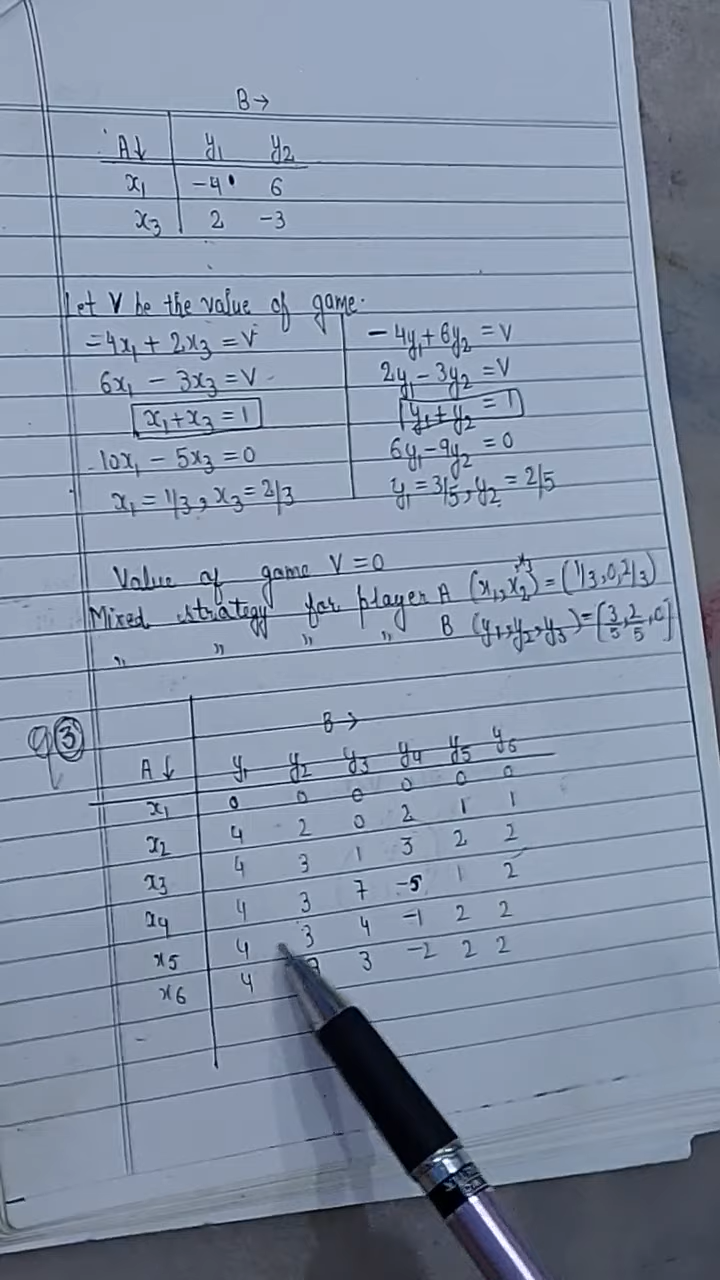 B→
A↓ y₁ y₂
x₁ -4 6
x₃ 2 -3
Let V be the value of game.
-4x₁ + 2x₃ = V
-4y₁ + 6y₂ = V
6x₁ - 3x₃ = V
2y₁ - 3y₂ = V
x₁ + x₃ = 1
y₁ + y₂ = 1
10x₁ - 5x₃ = 0
6y₁ - 9y₂ = 0
x₁ = 1/3, x₃ = 2/3
y₁ = 3/5, y₂ = 2/5
Value of game V = 0
Mixed strategy for player A (x₁, x₂, x₃) = (1/3, 0, 2/3)
" " " " B (y₁, y₂, y₃) = [3/5, 2/5, 0]
Q③
B→
A↓ y₁ y₂ y₃ y₄ y₅ y₆
x₁ 0 0 0 0 0 0
x₂ 4 2 0 2 1 1
x₃ 4 3 1 3 2 2
x₄ 4 3 7 -5 1 2
x₅ 4 3 4 -1 2 2
x₆ 4 3 -2 2 2